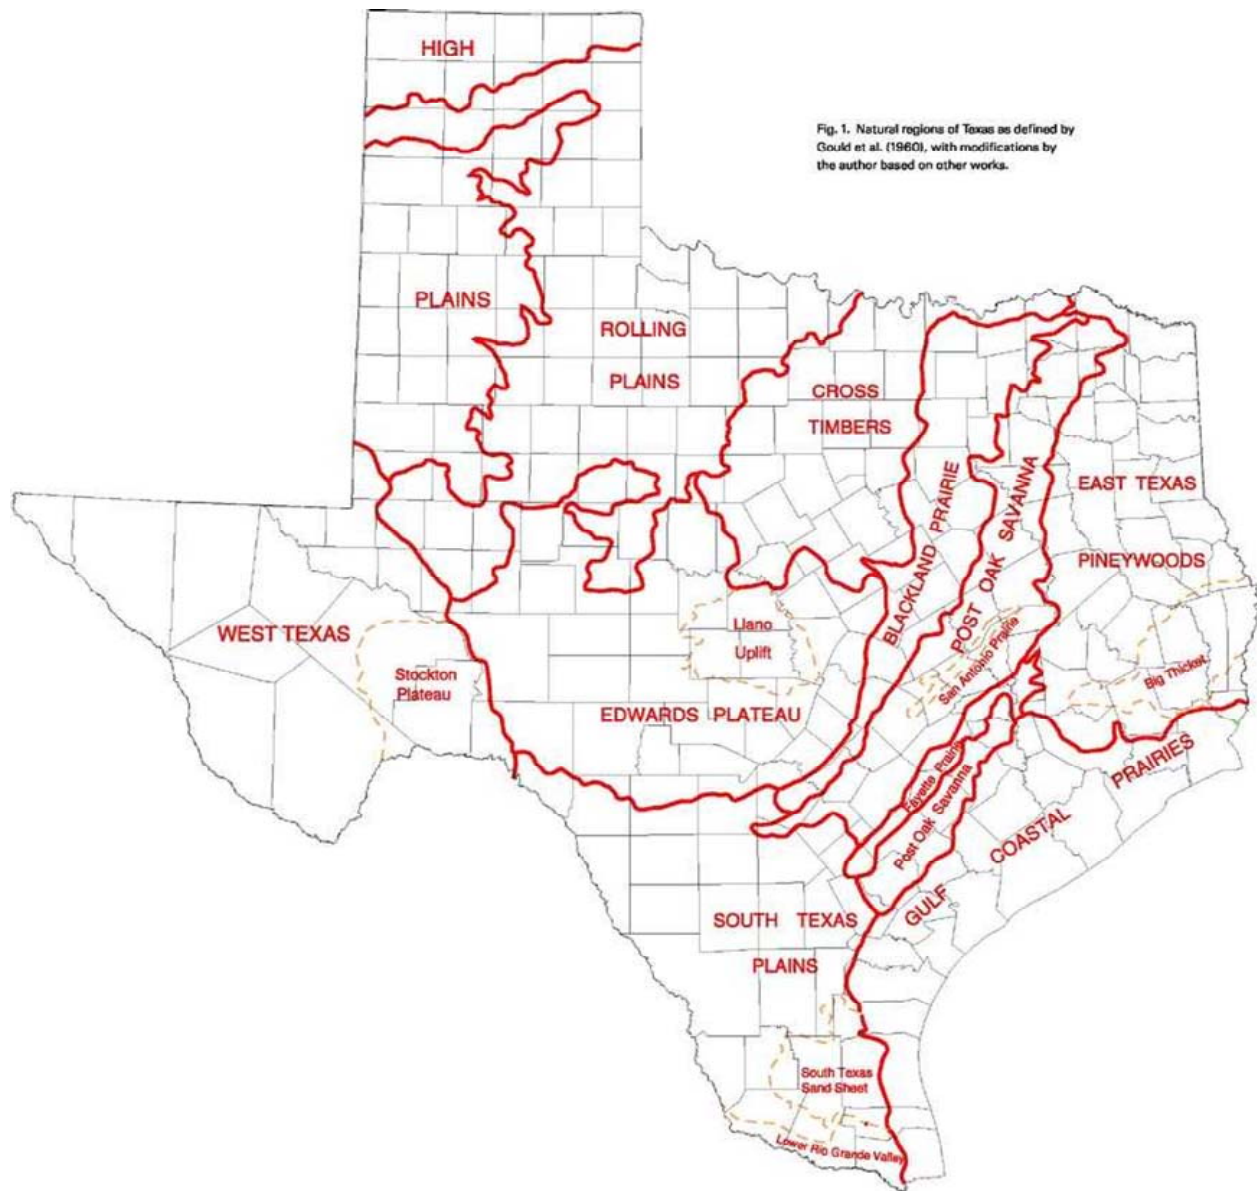 HIGH
Fig. 1. Natural regions of Texas as defined by
Gould et al. (1960), with modifications by
the author based on other works.
PLAINS
ROLLING
PLAINS
CROSS
TIMBERS
BLACKLAND PRAIRIE
POST OAK SAVANNA
EAST TEXAS
PINEYWOODS
WEST TEXAS
Stockton
Plateau
Llano
Uplift
San Antonio Prairie
Big Thicket
EDWARDS PLATEAU
Fayette Prairie
Post Oak Savanna
GULF COASTAL PRAIRIES
SOUTH TEXAS
PLAINS
South Texas
Sand Sheet
Lower Rio Grande Valley